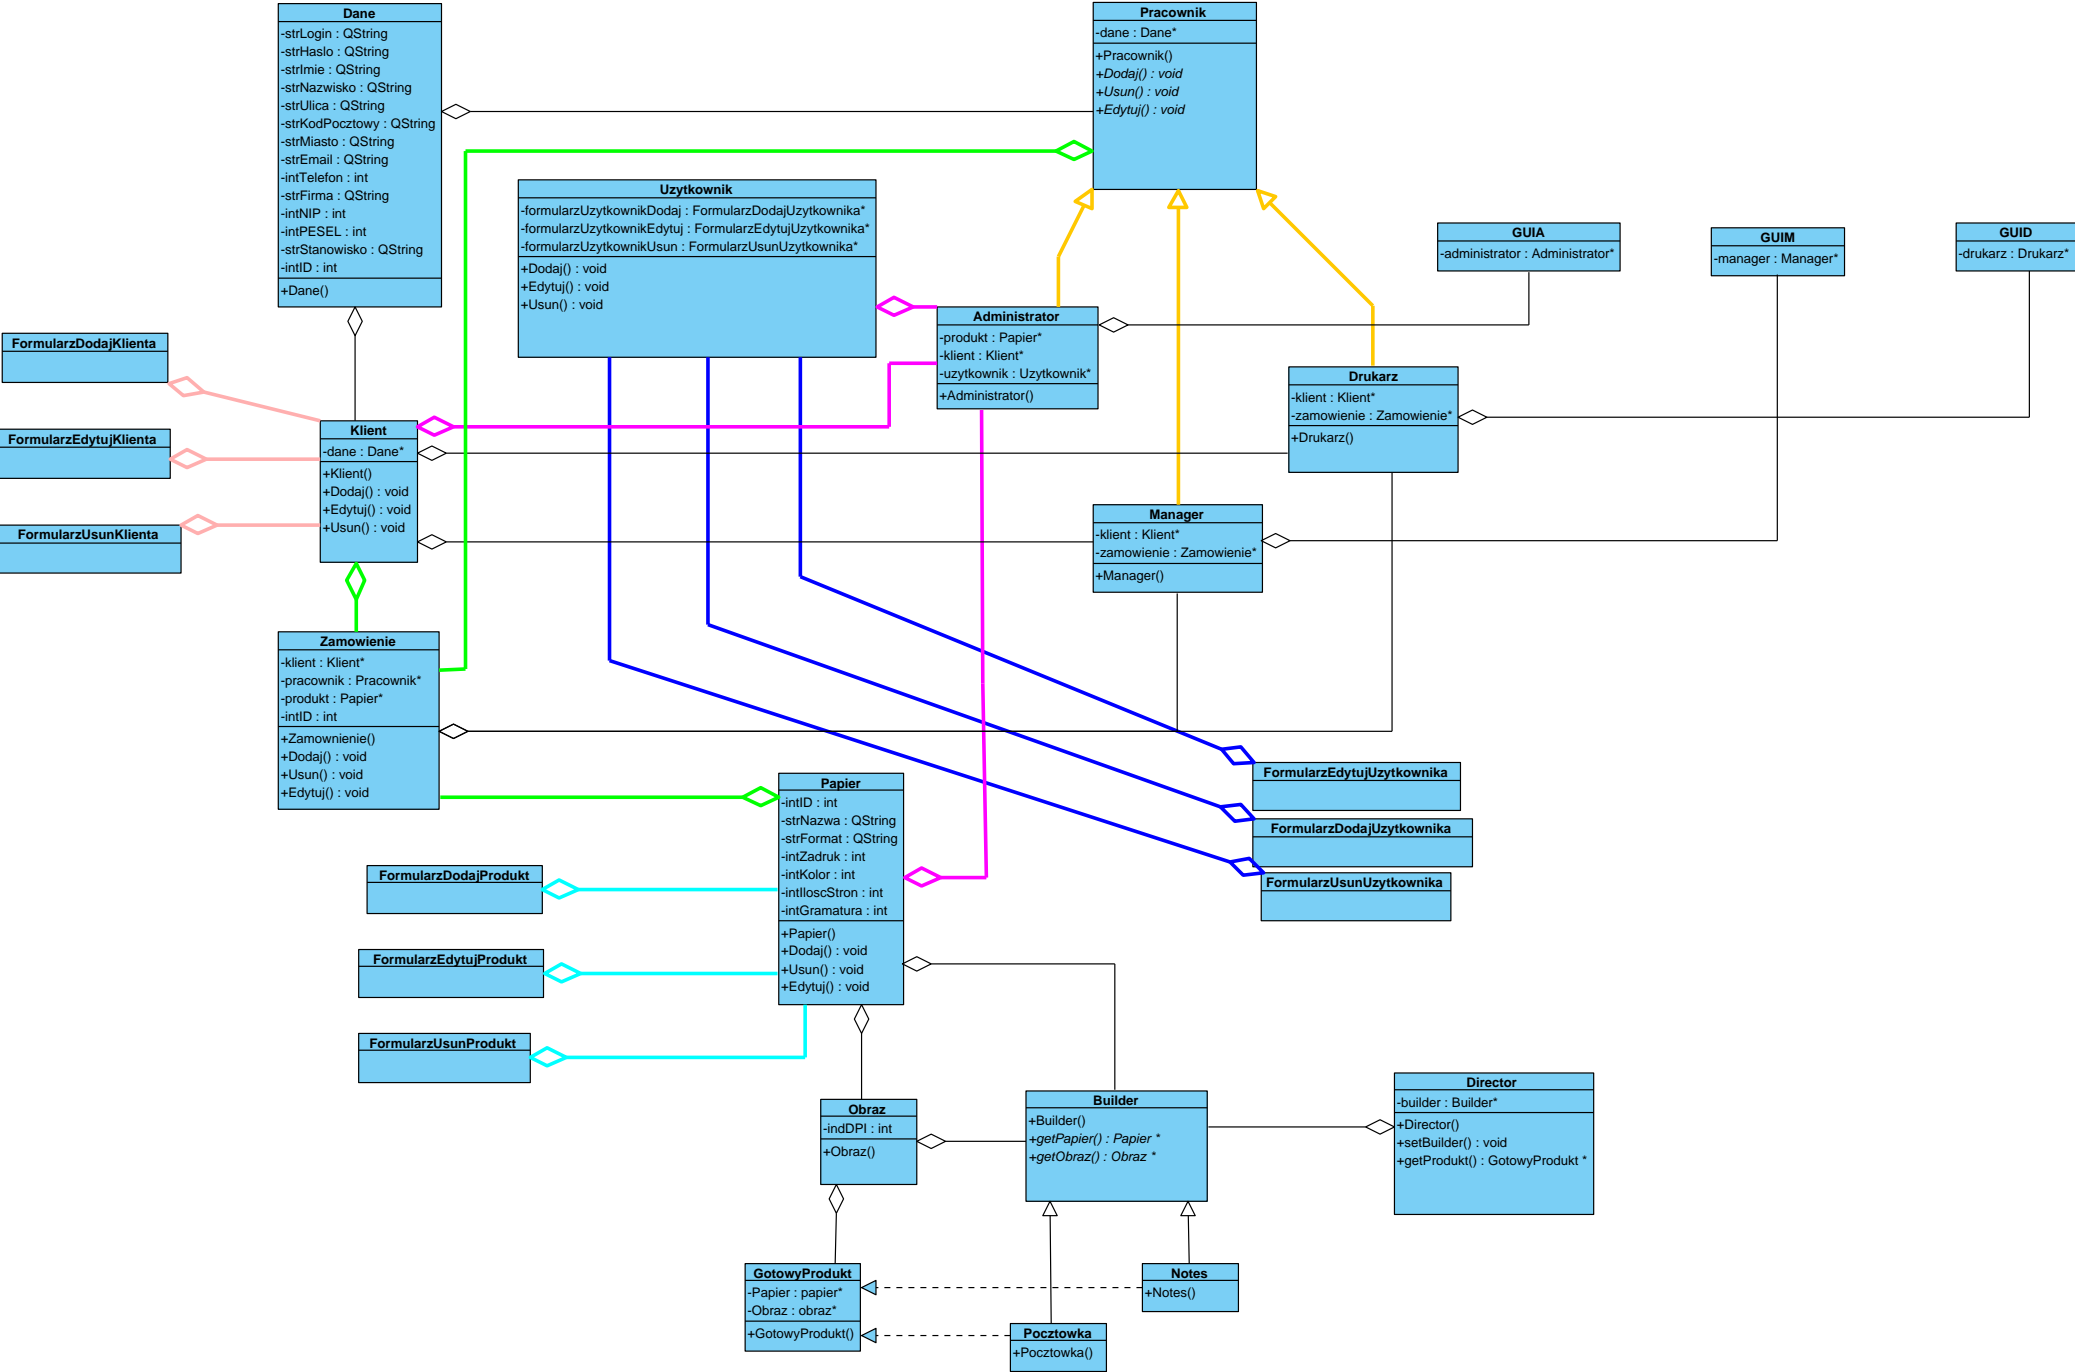 Dane
-strLogin : QString
-strHaslo : QString
-strImie : QString
-strNazwisko : QString
-strUlica : QString
-strKodPocztowy : QString
-strMiasto : QString
-strEmail : QString
-intTelefon : int
-strFirma : QString
-intNIP : int
-intPESEL : int
-strStanowisko : QString
-intID : int
+Dane()
Pracownik
-dane : Dane*
+Pracownik()
+Dodaj() : void
+Usun() : void
+Edytuj() : void
Uzytkownik
-formularzUzytkownikDodaj : FormularzDodajUzytkownika*
-formularzUzytkownikEdytuj : FormularzEdytujUzytkownika*
-formularzUzytkownikUsun : FormularzUsunUzytkownika*
+Dodaj() : void
+Edytuj() : void
+Usun() : void
GUIA
-administrator : Administrator*
GUIM
-manager : Manager*
GUID
-drukarz : Drukarz*
Administrator
-produkt : Papier*
-klient : Klient*
-uzytkownik : Uzytkownik*
+Administrator()
FormularzDodajKlienta
FormularzEdytujKlienta
FormularzUsunKlienta
Klient
-dane : Dane*
+Klient()
+Dodaj() : void
+Edytuj() : void
+Usun() : void
Drukarz
-klient : Klient*
-zamowienie : Zamowienie*
+Drukarz()
Manager
-klient : Klient*
-zamowienie : Zamowienie*
+Manager()
Zamowienie
-klient : Klient*
-pracownik : Pracownik*
-produkt : Papier*
-intID : int
+Zamownienie()
+Dodaj() : void
+Usun() : void
+Edytuj() : void
FormularzEdytujUzytkownika
FormularzDodajUzytkownika
FormularzUsunUzytkownika
Papier
-intID : int
-strNazwa : QString
-strFormat : QString
-intZadruk : int
-intKolor : int
-intIloscStron : int
-intGramatura : int
+Papier()
+Dodaj() : void
+Usun() : void
+Edytuj() : void
FormularzDodajProdukt
FormularzEdytujProdukt
FormularzUsunProdukt
Obraz
-indDPI : int
+Obraz()
Builder
+Builder()
+getPapier() : Papier *
+getObraz() : Obraz *
Director
-builder : Builder*
+Director()
+setBuilder() : void
+getProdukt() : GotowyProdukt *
GotowyProdukt
-Papier : papier*
-Obraz : obraz*
+GotowyProdukt()
Notes
+Notes()
Pocztowka
+Pocztowka()